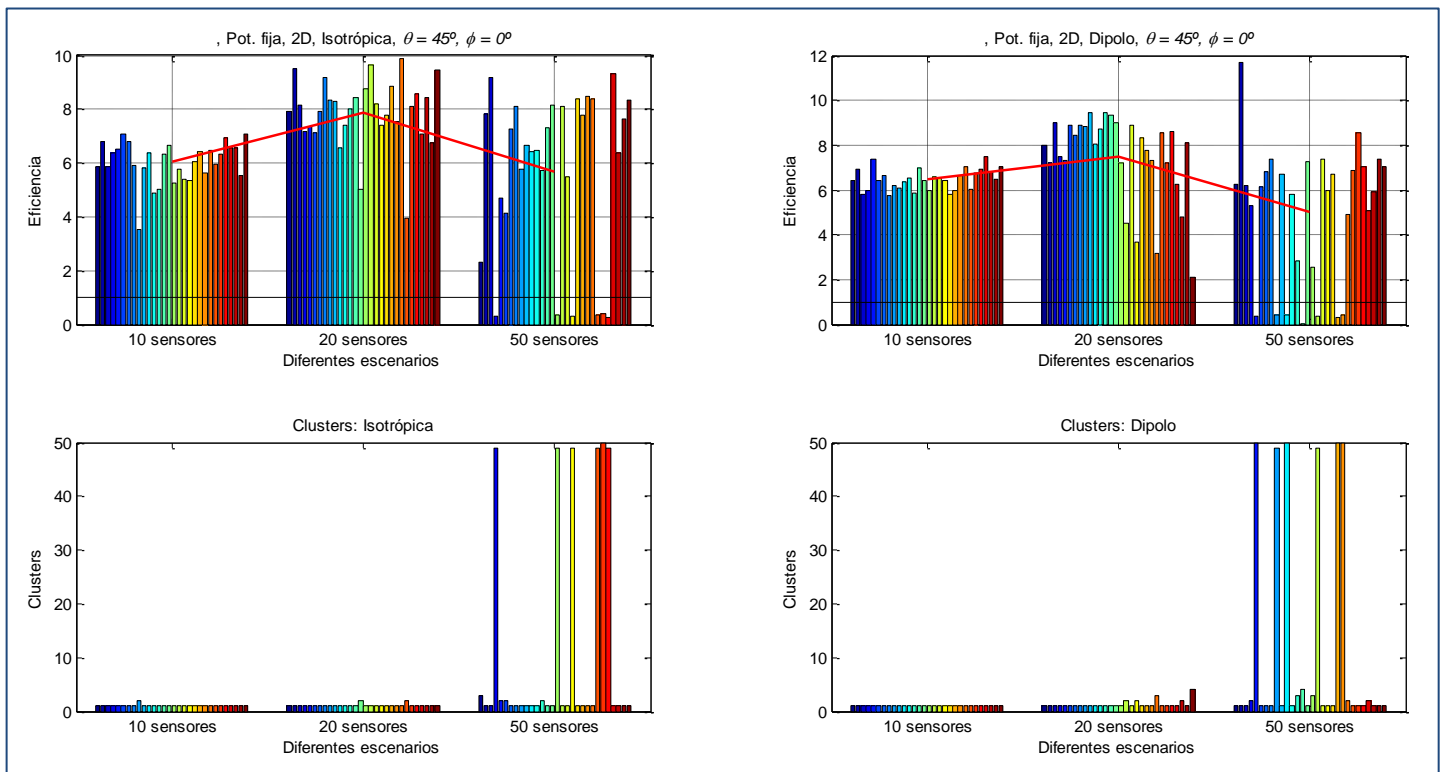 , Pot. fija, 2D, Isotrópica, θ = 45º, ϕ = 0º
10
8
6
4
2
0
Eficiencia
10 sensores 20 sensores 50 sensores
Diferentes escenarios
, Pot. fija, 2D, Dipolo, θ = 45º, ϕ = 0º
12
10
8
6
4
2
0
Eficiencia
10 sensores 20 sensores 50 sensores
Diferentes escenarios
Clusters: Isotrópica
50
40
30
20
10
0
Clusters
10 sensores 20 sensores 50 sensores
Diferentes escenarios
Clusters: Dipolo
50
40
30
20
10
0
Clusters
10 sensores 20 sensores 50 sensores
Diferentes escenarios